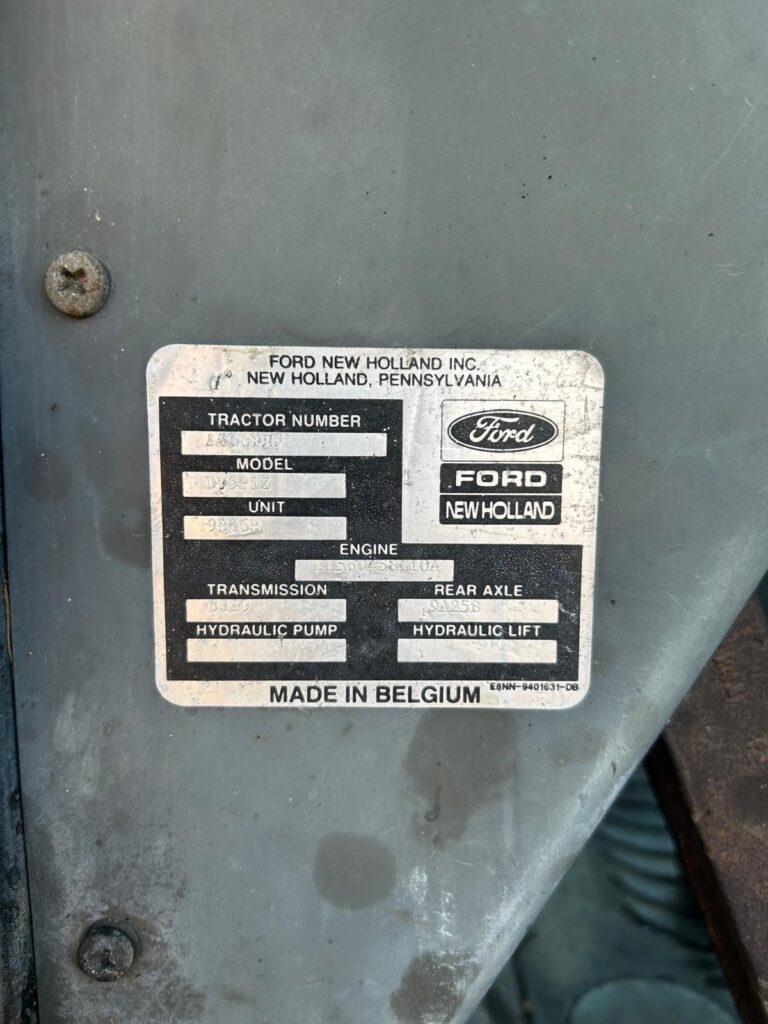 FORD NEW HOLLAND INC.
NEW HOLLAND, PENNSYLVANIA
TRACTOR NUMBER
MODEL
UNIT
Ford
FORD
NEW HOLLAND
ENGINE
TRANSMISSION
REAR AXLE
HYDRAULIC PUMP
HYDRAULIC LIFT
MADE IN BELGIUM
E8NN-9401631-DB